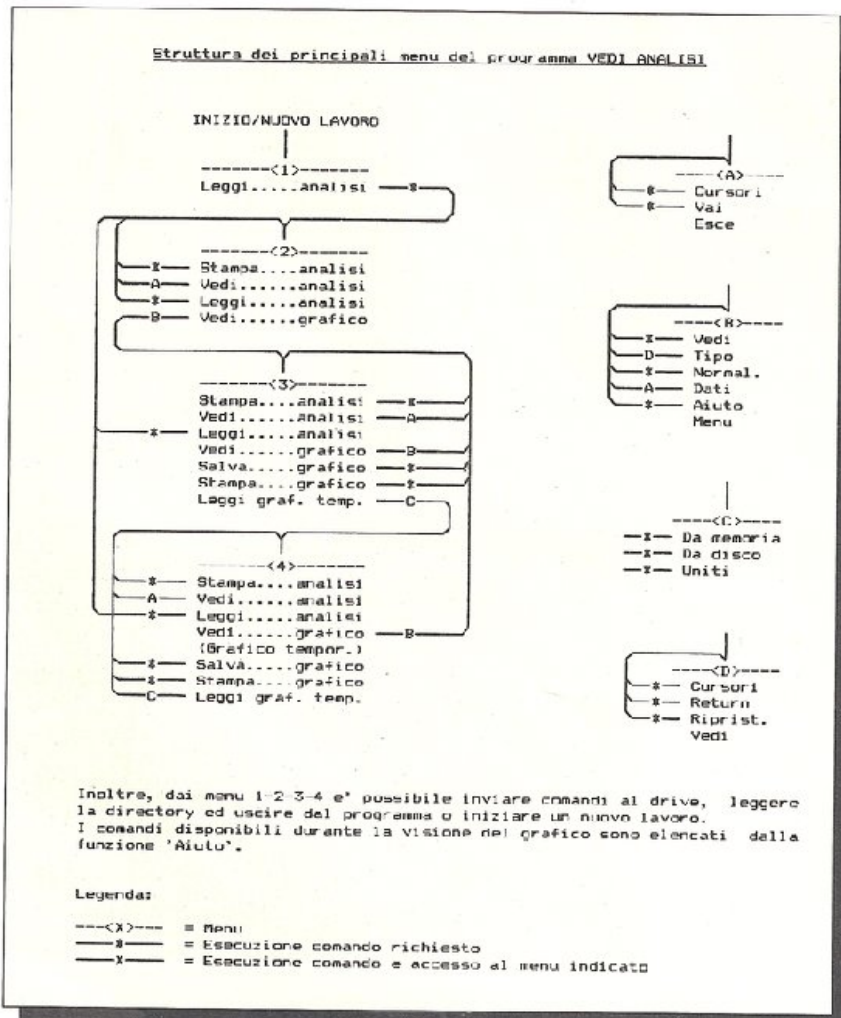 Struttura dei principali menu del programma VEDI ANALISI
INIZIO/NUOVO LAVORO
-------<1>-------
Leggi.....analisi —*
-------<2>-------
*— Stampa....analisi
A— Vedi......analisi
*— Leggi.....analisi
B— Vedi......grafico
-------<3>-------
Stampa....analisi —*—
Vedi......analisi —A—
*— Leggi.....analisi
Vedi......grafico —B—
Salva.....grafico —*—
Stampa....grafico —*—
Leggi graf. temp. —C—
-------<4>-------
*— Stampa....analisi
A— Vedi......analisi
*— Leggi.....analisi
Vedi......grafico —B—
(Grafico tempor.)
*— Salva.....grafico
*— Stampa....grafico
C— Leggi graf. temp.
----<A>----
*— Cursori
*— Vai
Esce
----<B>----
*— Vedi
D— Tipo
*— Normal.
A— Dati
*— Aiuto
Menu
----<C>----
—*— Da memoria
—*— Da disco
—*— Uniti
----<D>----
*— Cursori
*— Return
*— Riprist.
Vedi
Inoltre, dai menu 1-2-3-4 e' possibile inviare comandi al drive, leggere
la directory ed uscire dal programma o iniziare un nuovo lavoro.
I comandi disponibili durante la visione del grafico sono elencati dalla
funzione 'Aiuto'.
Legenda:
---<X>--- = Menu
——*—— = Esecuzione comando richiesto
——X—— = Esecuzione comando e accesso al menu indicato